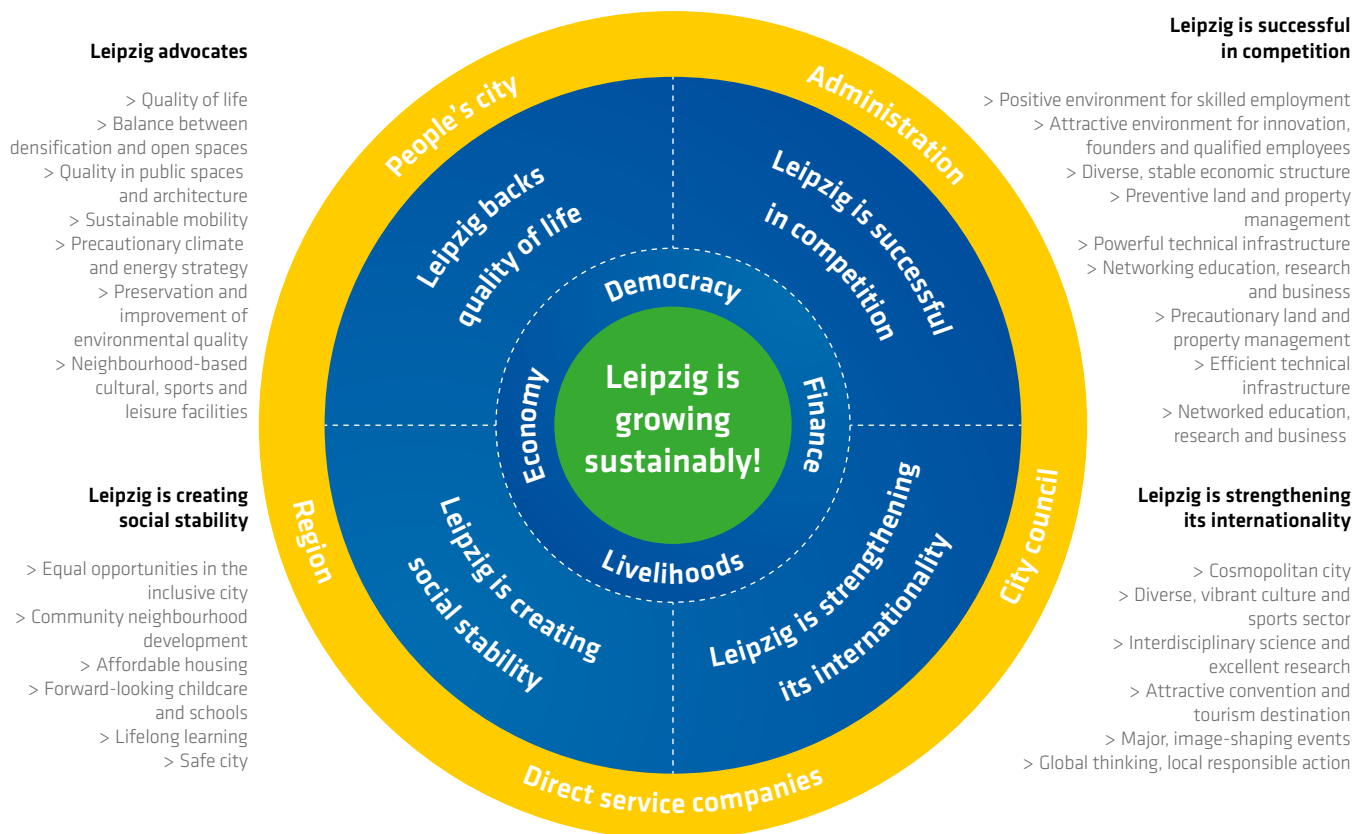 Leipzig advocates
> Quality of life
> Balance between
densification and open spaces
> Quality in public spaces
and architecture
> Sustainable mobility
> Precautionary climate
and energy strategy
> Preservation and
improvement of
environmental quality
> Neighbourhood-based
cultural, sports and
leisure facilities
Leipzig is creating
social stability
> Equal opportunities in the
inclusive city
> Community neighbourhood
development
> Affordable housing
> Forward-looking childcare
and schools
> Lifelong learning
> Safe city
People's city
Administration
City council
Direct service companies
Region
Leipzig backs
quality of life
Leipzig is successful
in competition
Leipzig is strengthening
its internationality
Leipzig is creating
social stability
Democracy
Finance
Livelihoods
Economy
Leipzig is
growing
sustainably!
Leipzig is successful
in competition
> Positive environment for skilled employment
> Attractive environment for innovation,
founders and qualified employees
> Diverse, stable economic structure
> Preventive land and property
management
> Powerful technical infrastructure
> Networking education, research
and business
> Precautionary land and
property management
> Efficient technical
infrastructure
> Networked education,
research and business
Leipzig is strengthening
its internationality
> Cosmopolitan city
> Diverse, vibrant culture and
sports sector
> Interdisciplinary science and
excellent research
> Attractive convention and
tourism destination
> Major, image-shaping events
> Global thinking, local responsible action